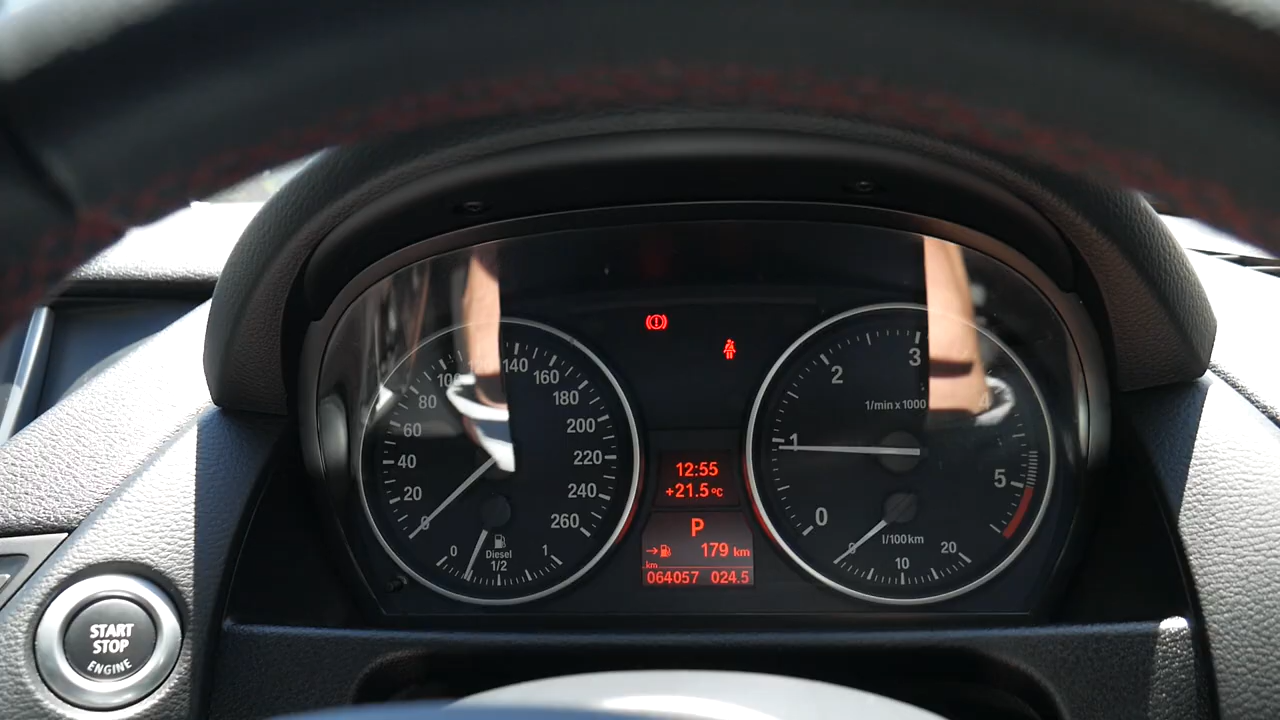 0
20
40
60
80
100
120
140
160
180
200
220
240
260
Diesel
0 1/2 1
12:55
+21.5°C
P
179 km
km
064057 024.5
1/min x 1000
0
1
2
3
4
5
l/100km
0 10 20
START
STOP
ENGINE